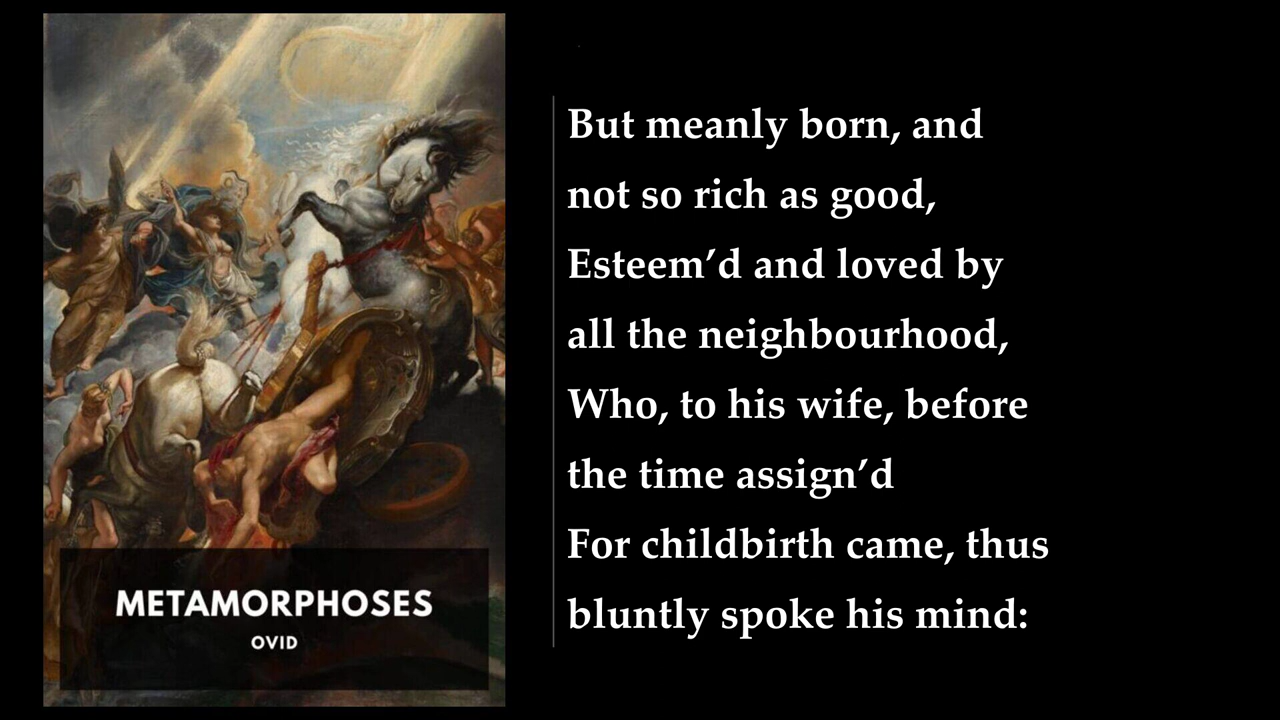 METAMORPHOSES
OVID
But meanly born, and
not so rich as good,
Esteem’d and loved by
all the neighbourhood,
Who, to his wife, before
the time assign’d
For childbirth came, thus
bluntly spoke his mind: